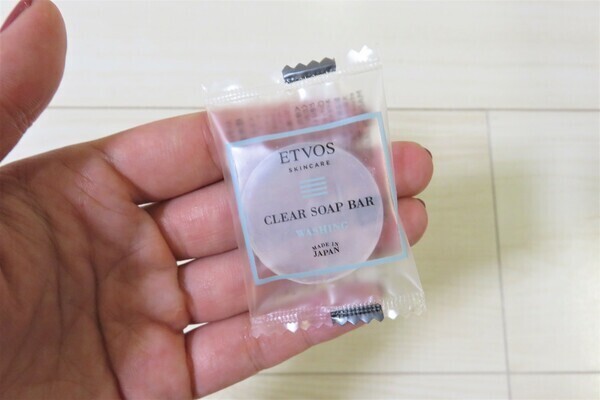 ETVOS
SKINCARE
CLEAR SOAP BAR
WASHING
MADE IN
JAPAN